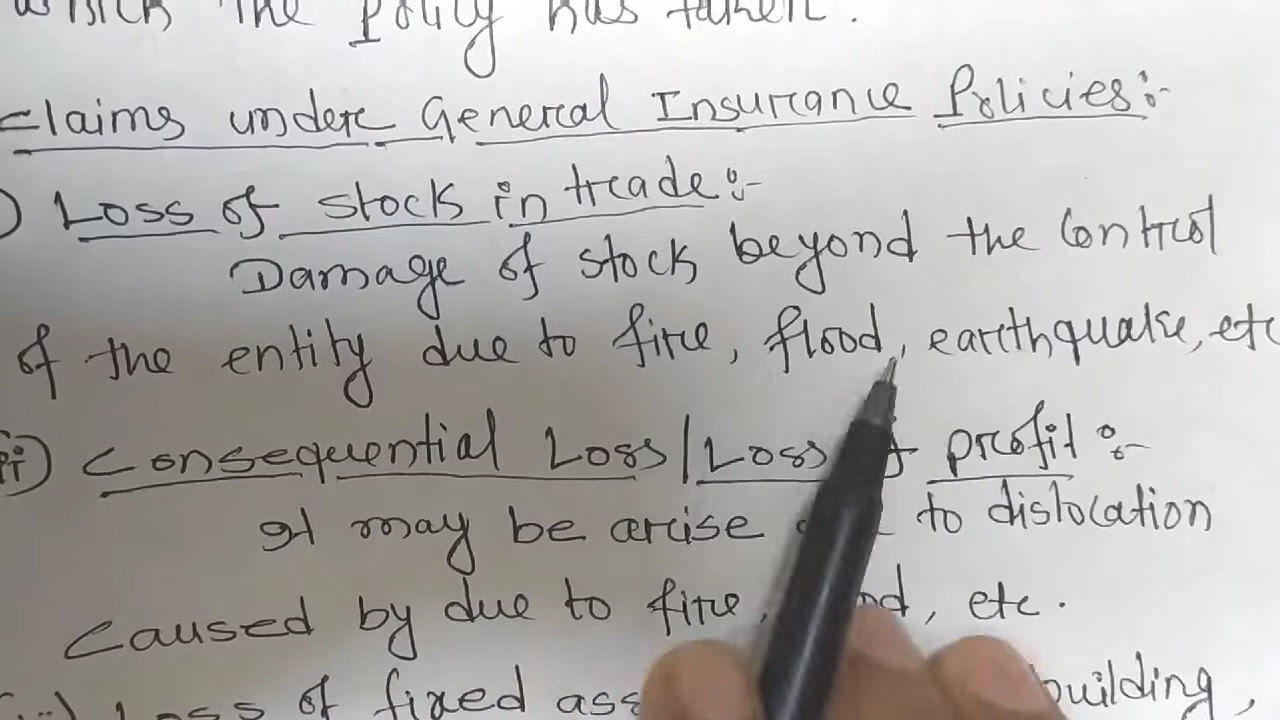 the Policy has taken.
Claims under General Insurance Policies:-
) Loss of stock in trade:-
Damage of stock beyond the Control
of the entity due to fire, flood, earthquake, etc
ii) Consequential Loss/Loss of profit :-
It may be arise to dislocation
Caused by due to fire, etc.
Loss of fixed building,